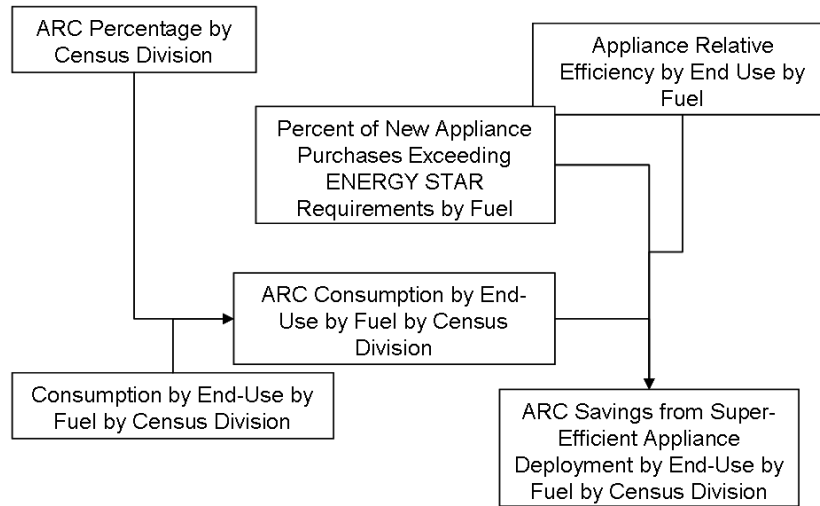 ARC Percentage by
Census Division
Appliance Relative
Efficiency by End Use by
Fuel
Percent of New Appliance
Purchases Exceeding
ENERGY STAR
Requirements by Fuel
ARC Consumption by End-
Use by Fuel by Census
Division
Consumption by End-Use by
Fuel by Census Division
ARC Savings from Super-
Efficient Appliance
Deployment by End-Use by
Fuel by Census Division